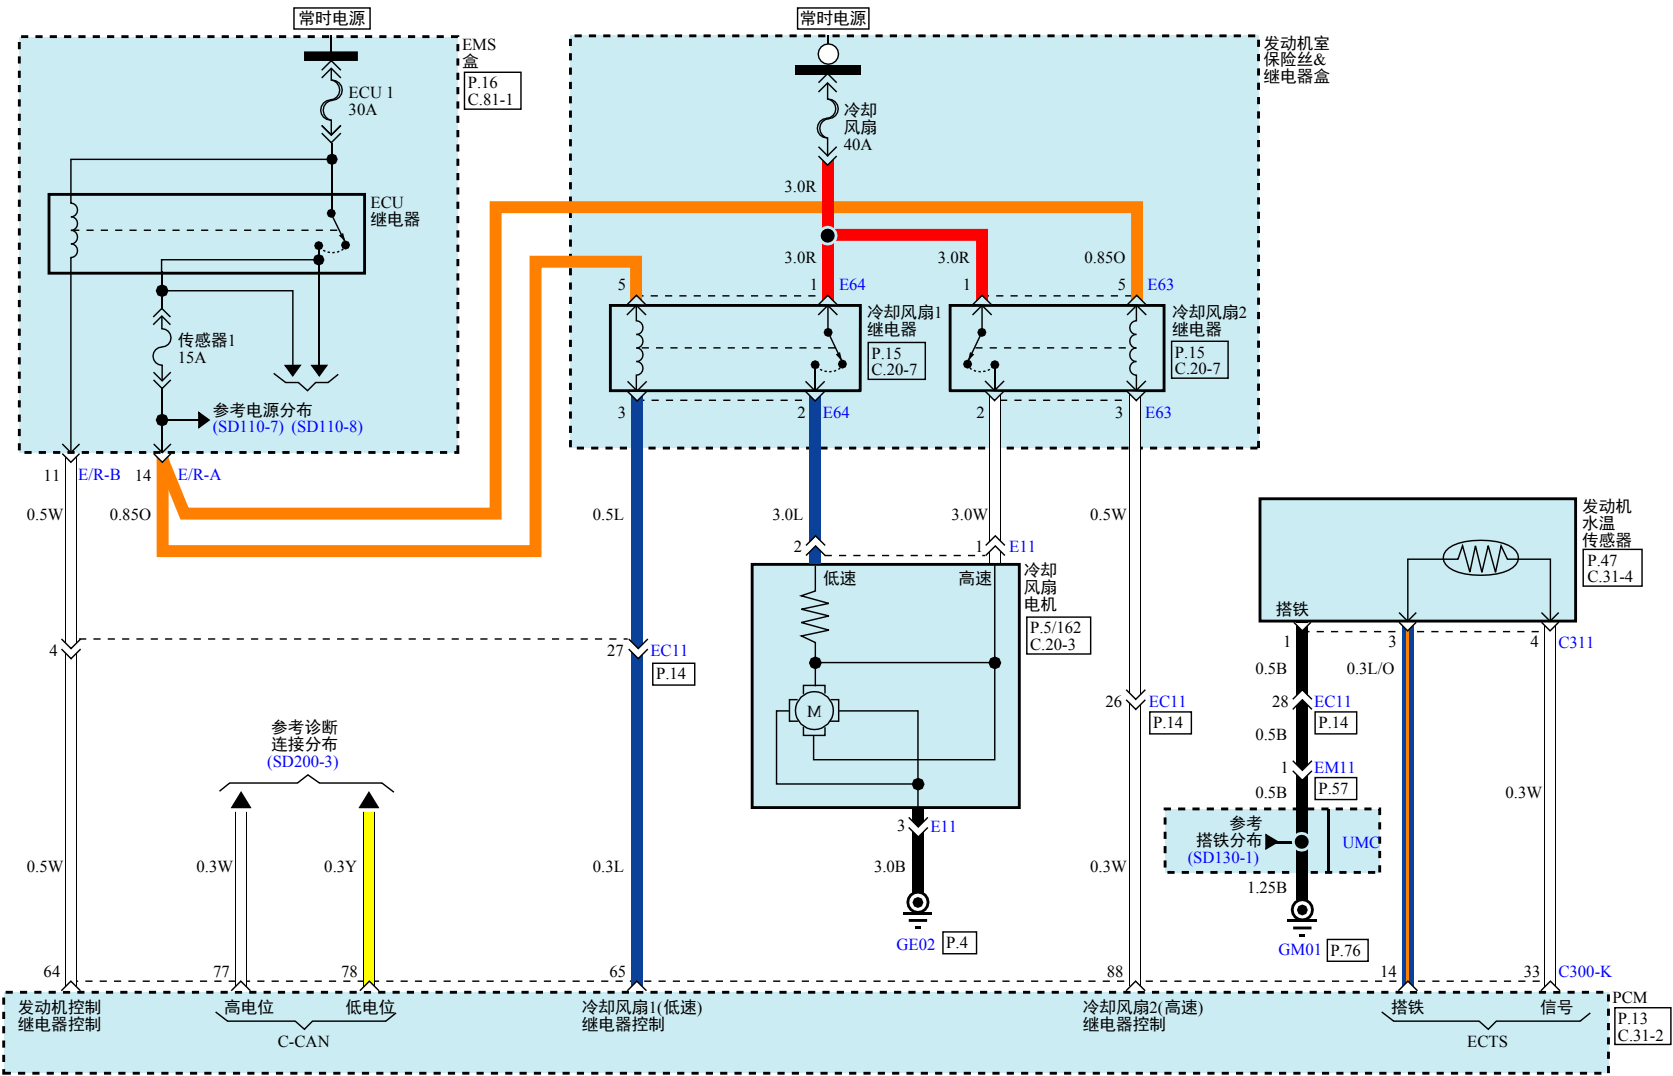 常时电源
常时电源
EMS
盒
P.16
C.81-1
ECU 1
30A
发动机室
保险丝&
继电器盒
冷却
风扇
40A
3.0R
ECU
继电器
3.0R
3.0R
0.85O
5
1
E64
1
5
E63
传感器1
15A
冷却风扇1
继电器
P.15
C.20-7
冷却风扇2
继电器
P.15
C.20-7
参考电源分布
(SD110-7) (SD110-8)
3
2
E64
2
3
E63
11
E/R-B
14
E/R-A
0.5W
0.85O
0.5L
3.0L
3.0W
0.5W
发动机
水温
传感器
P.47
C.31-4
2
1
E11
低速
高速
冷却
风扇
电机
P.5/162
C.20-3
搭铁
4
27
EC11
P.14
1
3
4
C311
0.5B
0.3L/O
26
EC11
P.14
28
EC11
P.14
M
0.5B
参考诊断
连接分布
(SD200-3)
1
EM11
P.57
0.5B
0.3W
3
E11
参考
搭铁分布
(SD130-1)
UMC
0.5W
0.3W
0.3Y
0.3L
3.0B
0.3W
1.25B
GE02
P.4
GM01
P.76
64
77
78
65
88
14
33
C300-K
发动机控制
继电器控制
高电位
低电位
C-CAN
冷却风扇1(低速)
继电器控制
冷却风扇2(高速)
继电器控制
搭铁
信号
ECTS
PCM
P.13
C.31-2